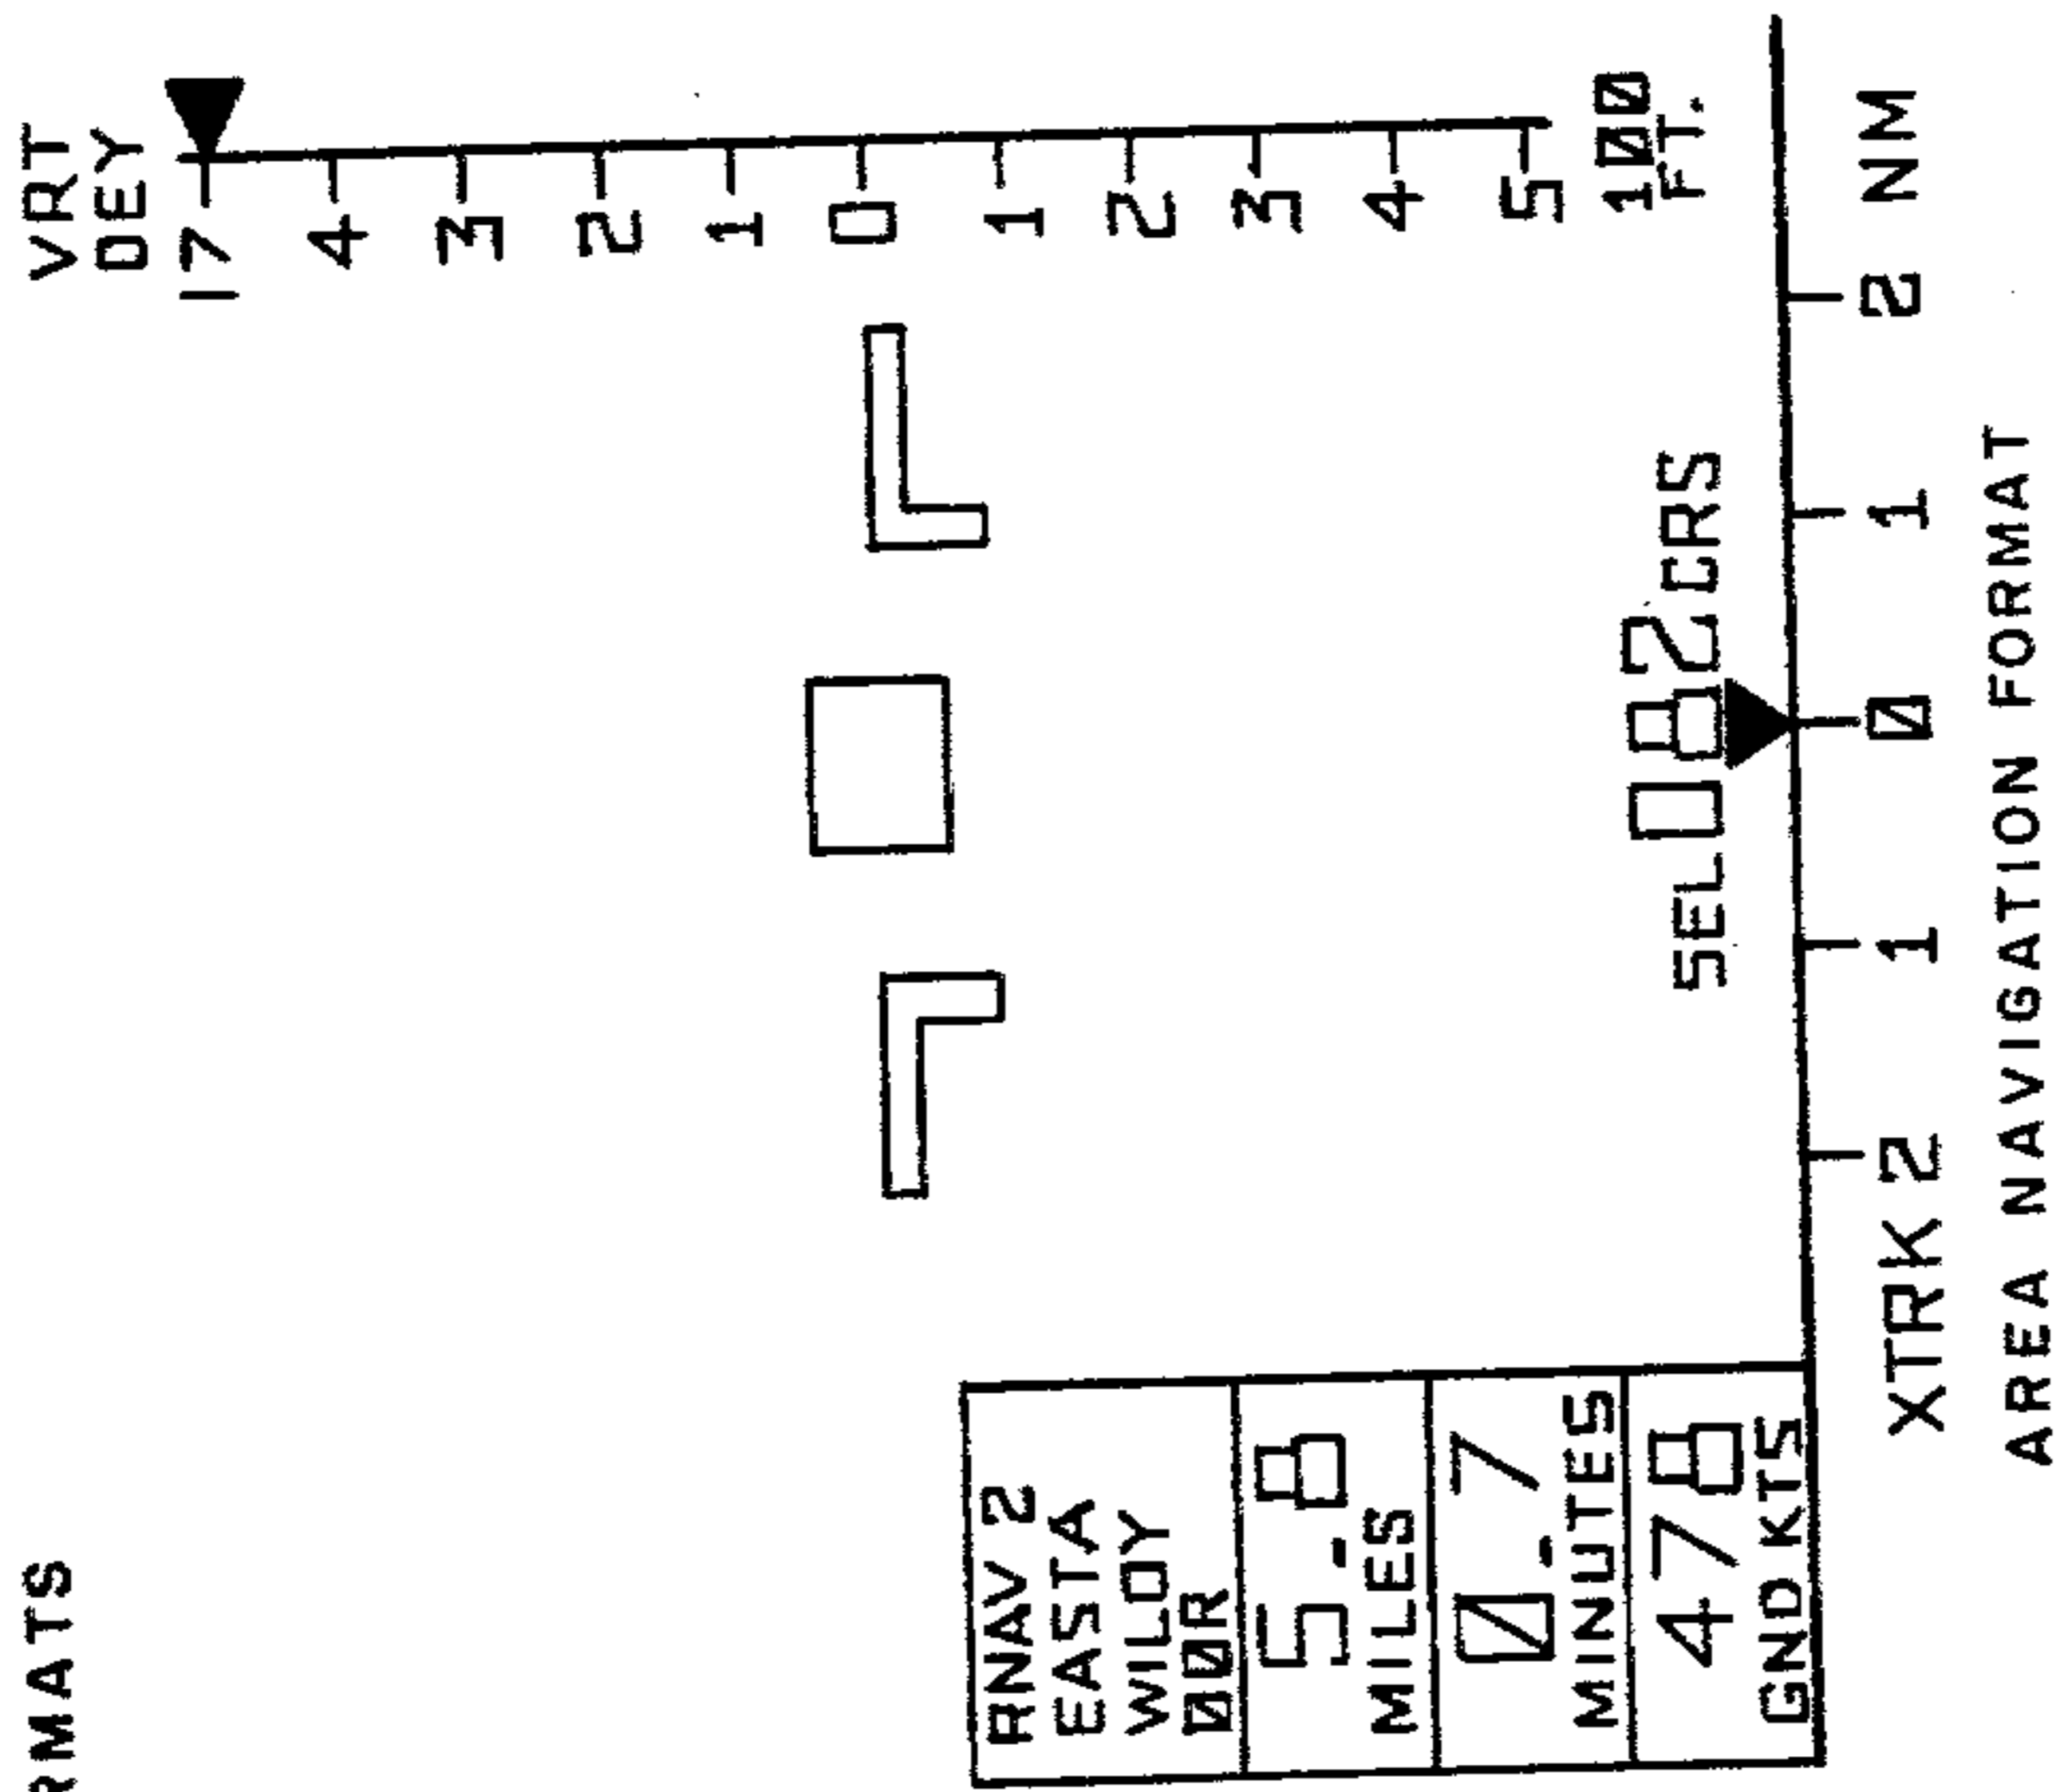 RMATS
VRT
OEY
17
4
3
2
1
0
1
2
3
4
5
100
FT.
RNAV 2
EASTA
WILOY
00R
5.8
MILES
0.7
MINUTES
478
GND KTS
SEL 082 CRS
XTRK 2 1 0 1 2 NM
AREA NAVIGATION FORMAT